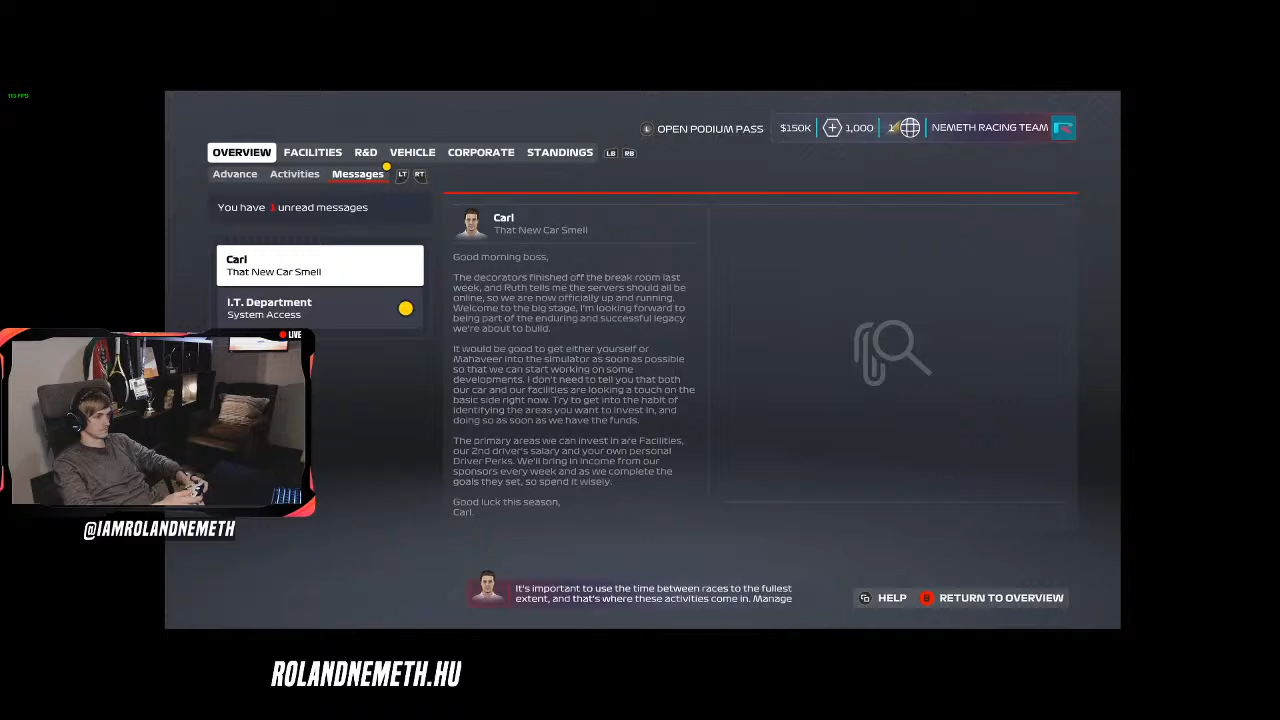 113 FPS
OPEN PODIUM PASS
$150K
1,000
NEMETH RACING TEAM
OVERVIEW FACILITIES R&D VEHICLE CORPORATE STANDINGS LB RB
Advance Activities Messages LT RT
You have unread messages
Carl
That New Car Smell
I.T. Department
System Access
Carl
That New Car Smell
Good morning boss,
The decorators finished off the break room last
week, and Ruth tells me the servers should all be
online, so we are now officially up and running.
Welcome to the big stage, I'm looking forward to
being part of the enduring and successful legacy
we're about to build.
It would be good to get either yourself or
Mahaveer into the simulator as soon as possible
so that we can start working on some
developments. I don't need to tell you that both
our car and our facilities are looking a touch on the
basic side right now. Try to get into the habit of
identifying the areas you want to invest in, and
doing so as soon as we have the funds.
The primary areas we can invest in are Facilities,
our 2nd driver's salary and your own personal
Driver Perks. We'll bring in income from our
sponsors every week and as we complete the
goals they set, so spend it wisely.
Good luck this season,
Carl.
LIVE
@IAMROLANDNEMETH
It's important to use the time between races to the fullest
extent, and that's where these activities come in. Manage
HELP
B RETURN TO OVERVIEW
ROLANDNEMETH.HU